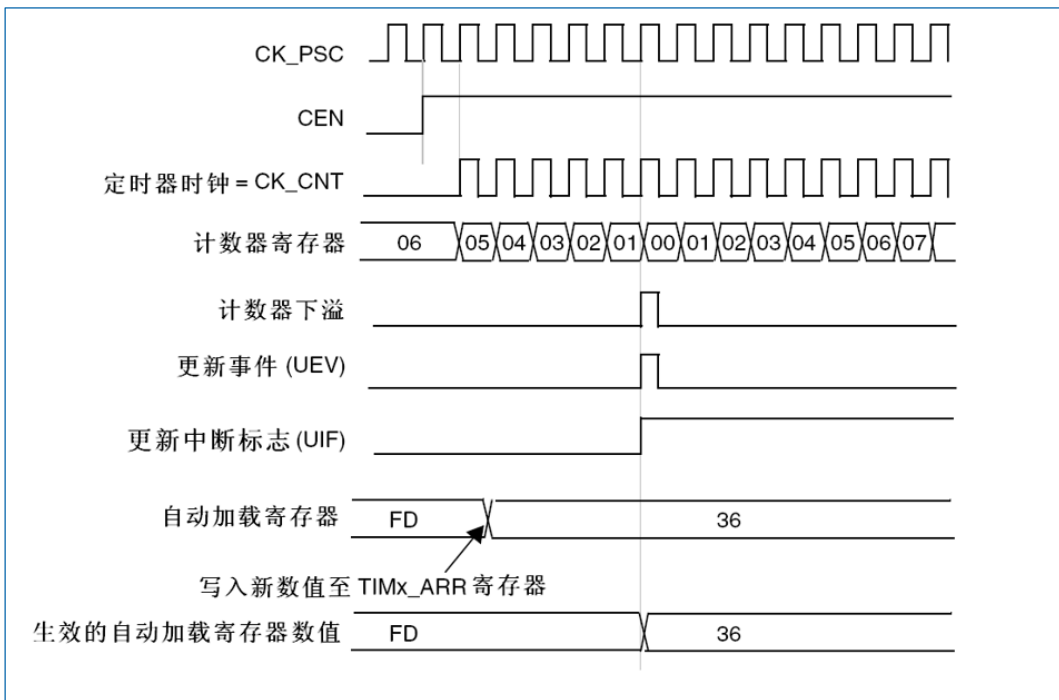 CK_PSC
CEN
定时器时钟 = CK_CNT
计数器寄存器 06 05 04 03 02 01 00 01 02 03 04 05 06 07
计数器下溢
更新事件 (UEV)
更新中断标志 (UIF)
自动加载寄存器 FD 36
写入新数值至 TIMx_ARR 寄存器
生效的自动加载寄存器数值 FD 36